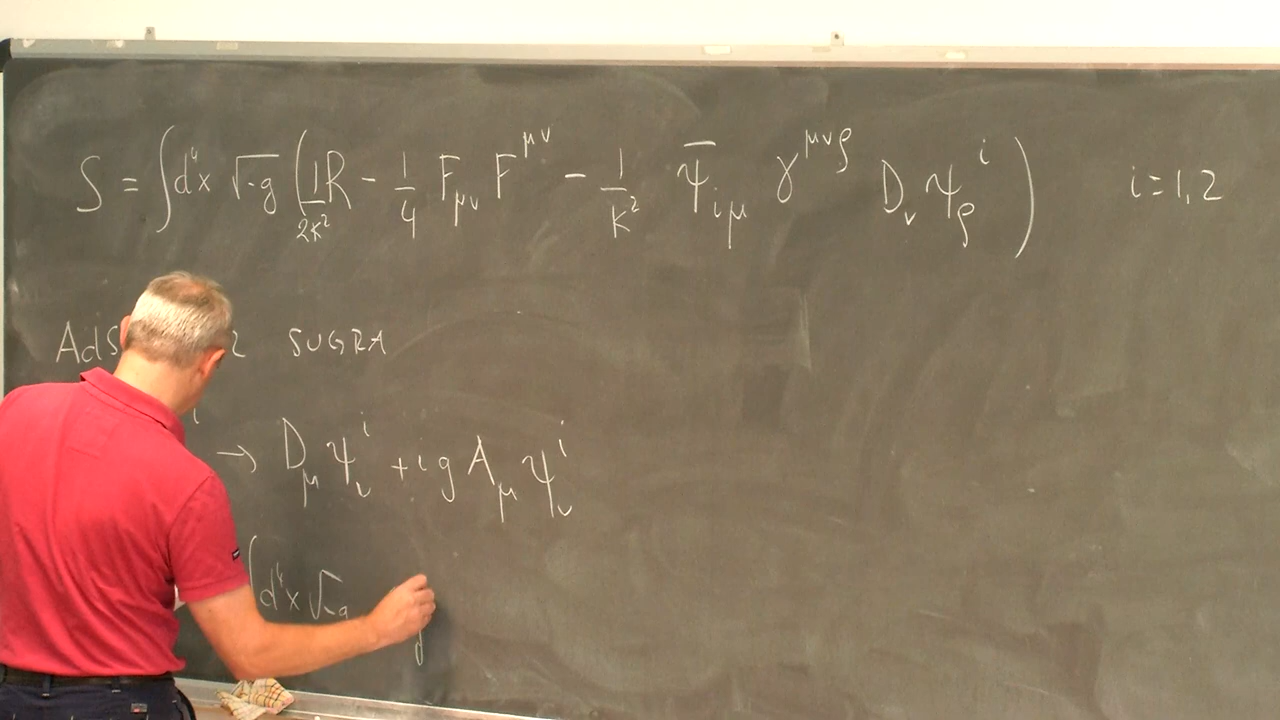 S = ∫d⁴x √-g (1/2κ² R - 1/4 F_μν F^μν - 1/κ² ψ̄_iμ γ^μνρ D_ν ψ_ρ^i) i=1,2
AdS 2 SUGRA
i → D_μ ψ_ν^i + i g A_μ ψ_ν^i
∫d⁴x √-g